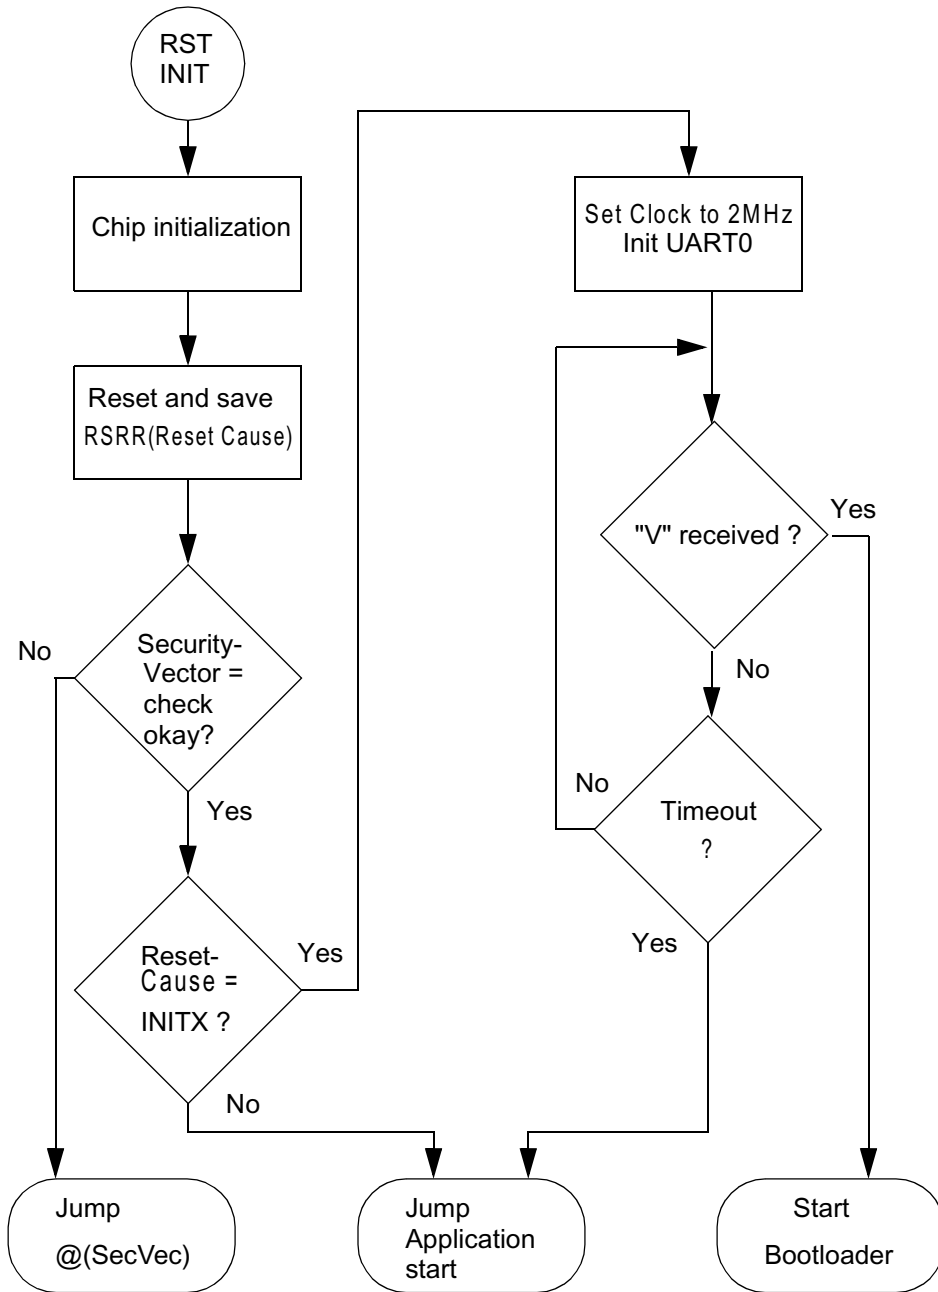 RST
INIT
Chip initialization
Reset and save
RSRR(Reset Cause)
No
Security-
Vector =
check
okay?
Yes
Reset-
Cause =
INITX ?
Yes
No
Set Clock to 2MHz
Init UART0
"V" received ?
Yes
No
No
Timeout
?
Yes
Jump
@(SecVec)
Jump
Application
start
Start
Bootloader